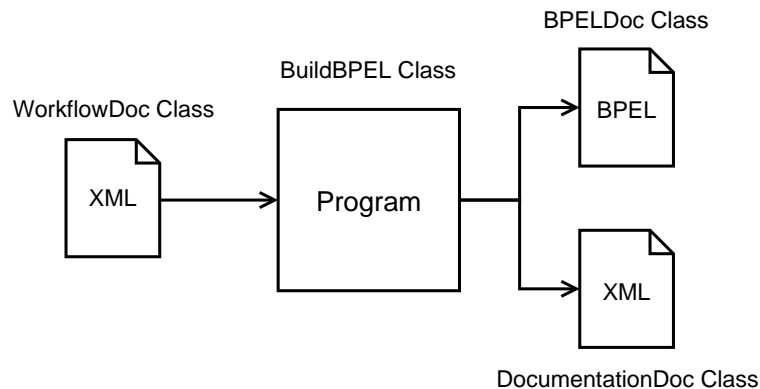 BPELDoc Class
BuildBPEL Class
WorkflowDoc Class
BPEL
XML
Program
XML
DocumentationDoc Class